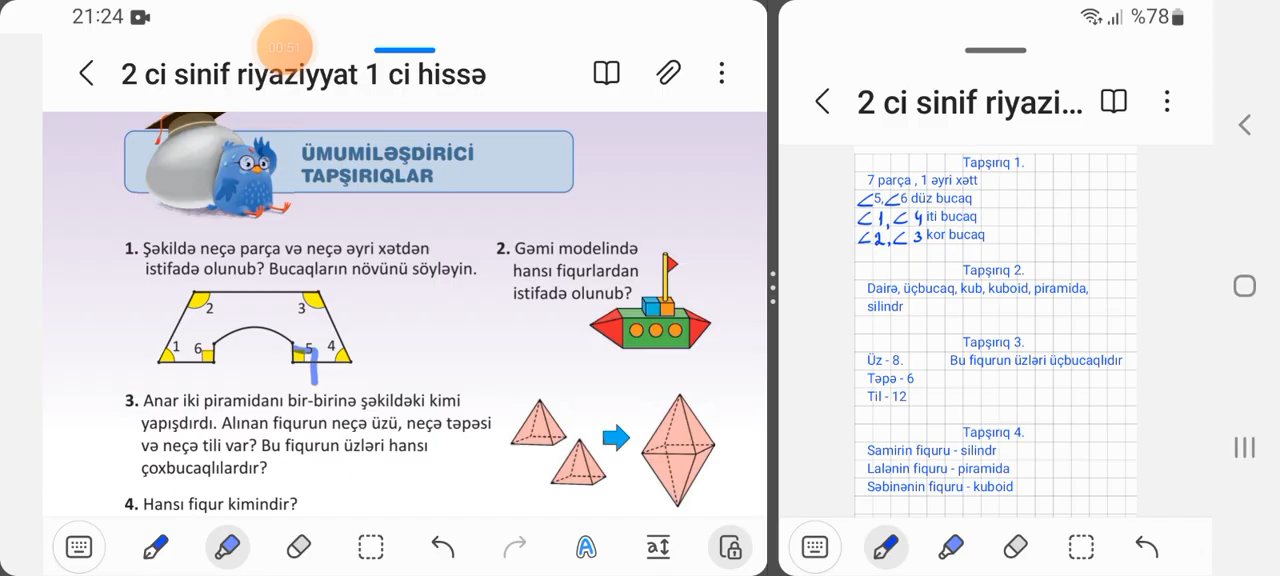 21:24
00:51
2 ci sinif riyaziyyat 1 ci hissə
ÜMUMİLƏŞDİRİCİ
TAPŞIRIQLAR
1. Şəkildə neçə parça və neçə əyri xətdən
istifadə olunub? Bucaqların növünü söyləyin.
2
3
1
6
5
4
7
2. Gəmi modelində
hansı fiqurlardan
istifadə olunub?
3. Anar iki piramidanı bir-birinə şəkildəki kimi
yapışdırdı. Alınan fiqurun neçə üzü, neçə təpəsi
və neçə tili var? Bu fiqurun üzləri hansı
çoxbucaqlılardır?
4. Hansı fiqur kimindir?
%78
2 ci sinif riyazi...
Tapşırıq 1.
7 parça , 1 əyri xətt
∠5,∠6 düz bucaq
∠1,∠4 iti bucaq
∠2,∠3 kor bucaq
Tapşırıq 2.
Dairə, üçbucaq, kub, kuboid, piramida,
silindr
Tapşırıq 3.
Üz - 8. Bu fiqurun üzləri üçbucaqlıdır
Təpə - 6
Til - 12
Tapşırıq 4.
Samirin fiquru - silindr
Lalənin fiquru - piramida
Səbinənin fiquru - kuboid